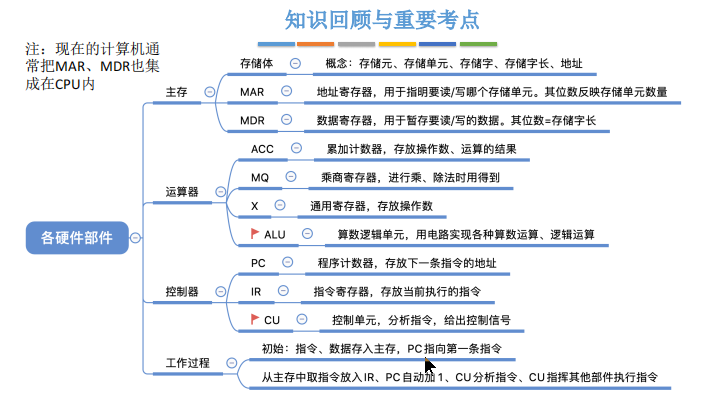 知识回顾与重要考点
注：现在的计算机通
常把MAR、MDR也集
成在CPU内
各硬件部件
主存
存储体
概念：存储元、存储单元、存储字、存储字长、地址
MAR
地址寄存器，用于指明要读/写哪个存储单元。其位数反映存储单元数量
MDR
数据寄存器，用于暂存要读/写的数据。其位数=存储字长
运算器
ACC
累加计数器，存放操作数、运算的结果
MQ
乘商寄存器，进行乘、除法时用得到
X
通用寄存器，存放操作数
ALU
算数逻辑单元，用电路实现各种算数运算、逻辑运算
控制器
PC
程序计数器，存放下一条指令的地址
IR
指令寄存器，存放当前执行的指令
CU
控制单元，分析指令，给出控制信号
工作过程
初始：指令、数据存入主存，PC指向第一条指令
从主存中取指令放入IR、PC自动加1、CU分析指令、CU指挥其他部件执行指令